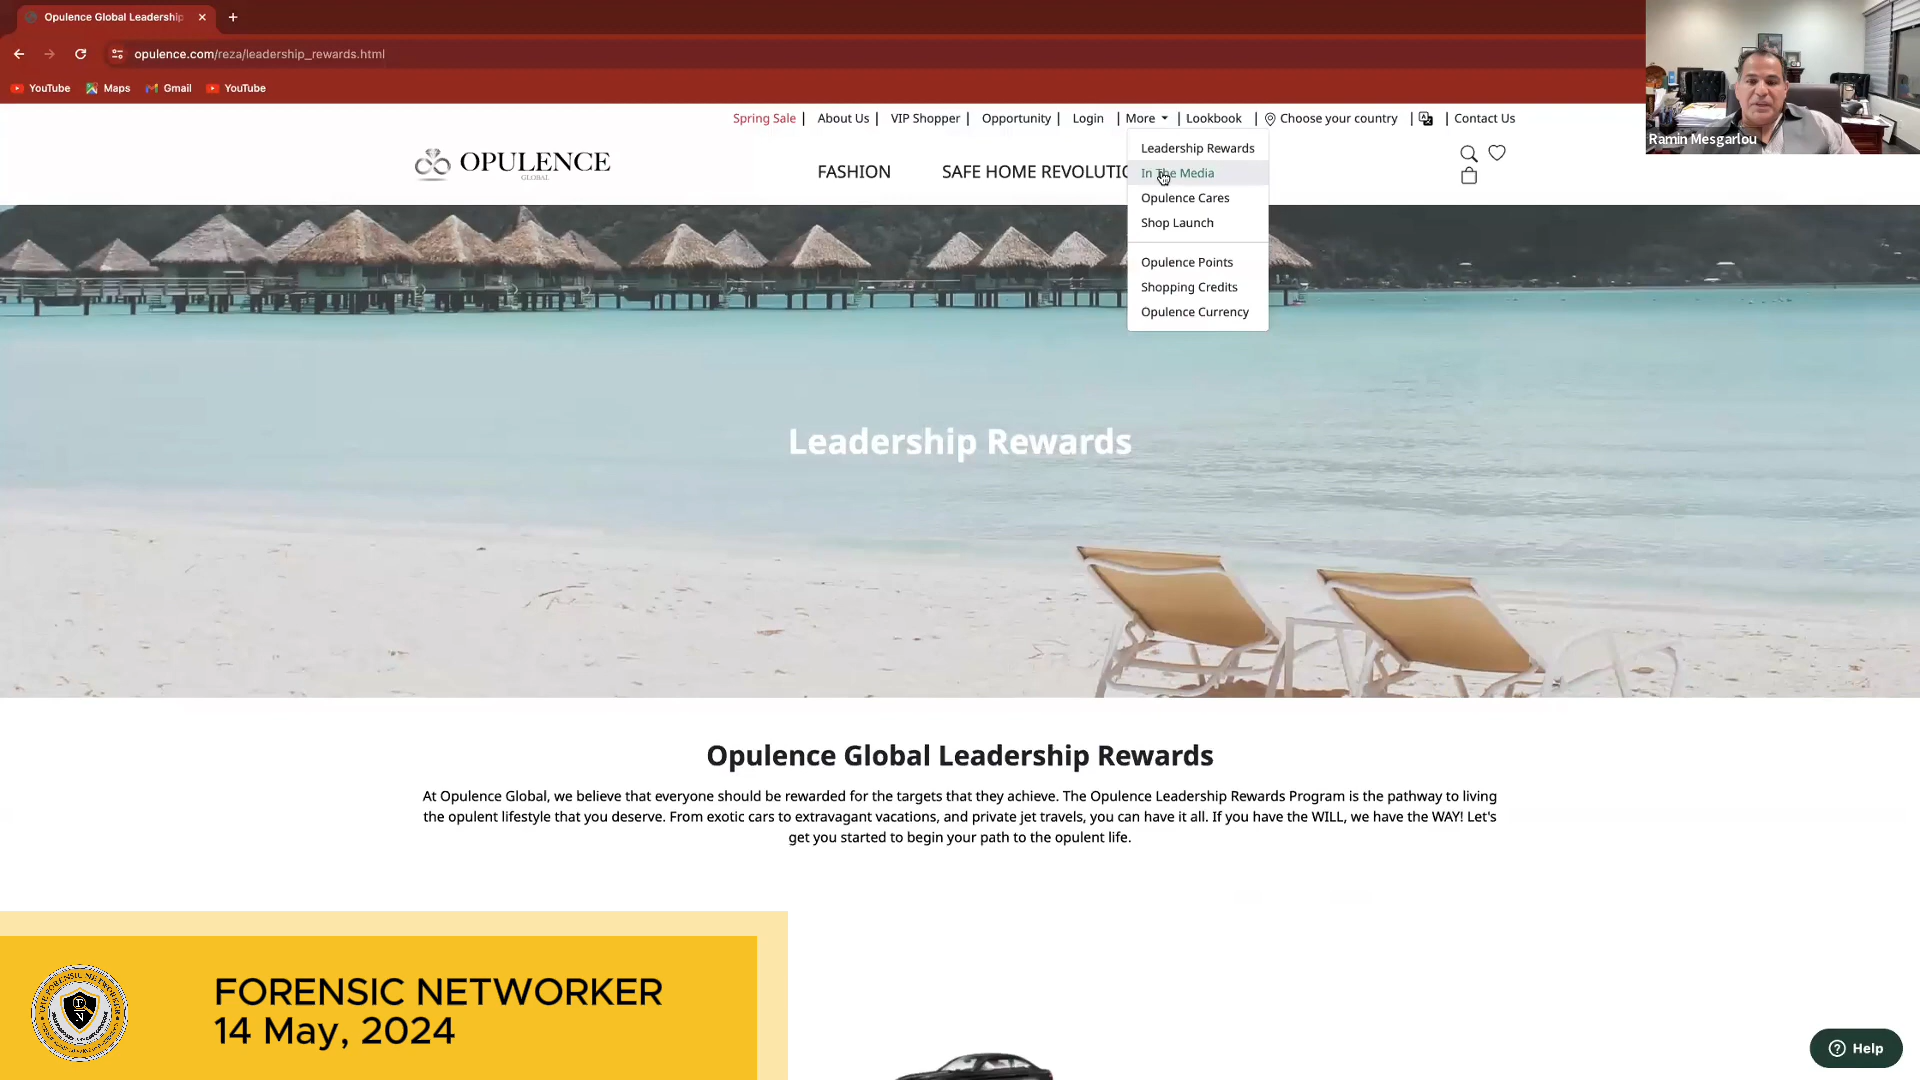 Opulence Global Leadership
opulence.com/reza/leadership_rewards.html
YouTube Maps Gmail YouTube
Spring Sale | About Us | VIP Shopper | Opportunity | Login | More | Lookbook | Choose your country | | Contact Us
Ramin Mesgarlou
OPULENCE
GLOBAL
FASHION SAFE HOME REVOLUTIO
Leadership Rewards
In The Media
Opulence Cares
Shop Launch
Opulence Points
Shopping Credits
Opulence Currency
Leadership Rewards
Opulence Global Leadership Rewards
At Opulence Global, we believe that everyone should be rewarded for the targets that they achieve. The Opulence Leadership Rewards Program is the pathway to living
the opulent lifestyle that you deserve. From exotic cars to extravagant vacations, and private jet travels, you can have it all. If you have the WILL, we have the WAY! Let's
get you started to begin your path to the opulent life.
FORENSIC NETWORKER
14 May, 2024
Help